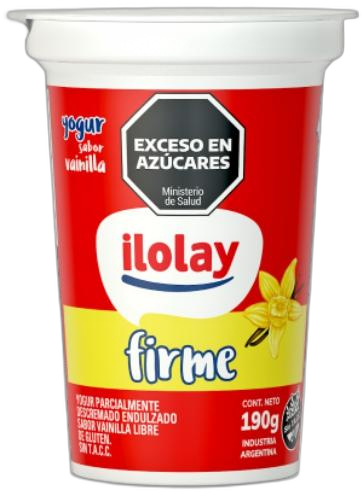 yogur
sabor
vainilla
EXCESO EN
AZÚCARES
Ministerio
de Salud
ilolay
firme
YOGUR PARCIALMENTE
DESCREMADO ENDULZADO
SABOR VAINILLA LIBRE
DE GLUTEN.
SIN T.A.C.C.
CONT. NETO
190g
INDUSTRIA
ARGENTINA